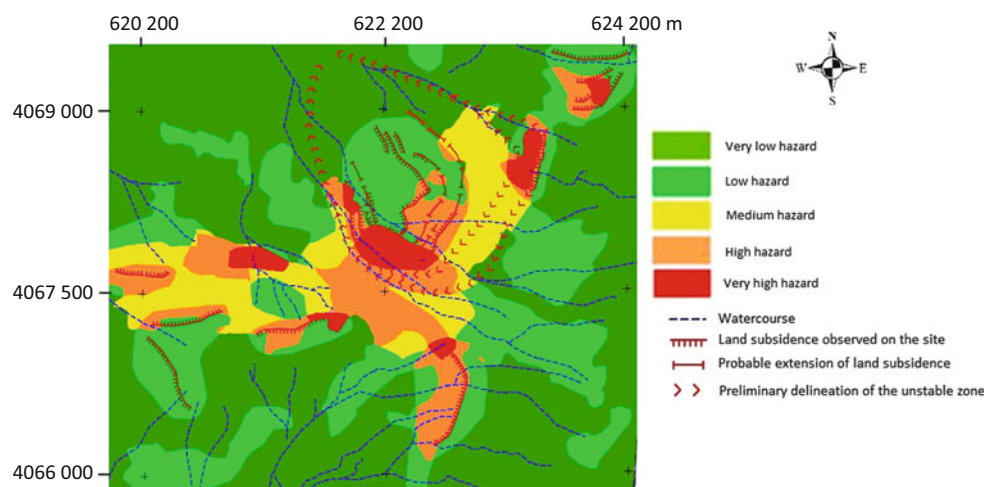 620 200
622 200
624 200 m
N
W E
S
4069 000
4067 500
4066 000
Very low hazard
Low hazard
Medium hazard
High hazard
Very high hazard
Watercourse
Land subsidence observed on the site
Probable extension of land subsidence
Preliminary delineation of the unstable zone